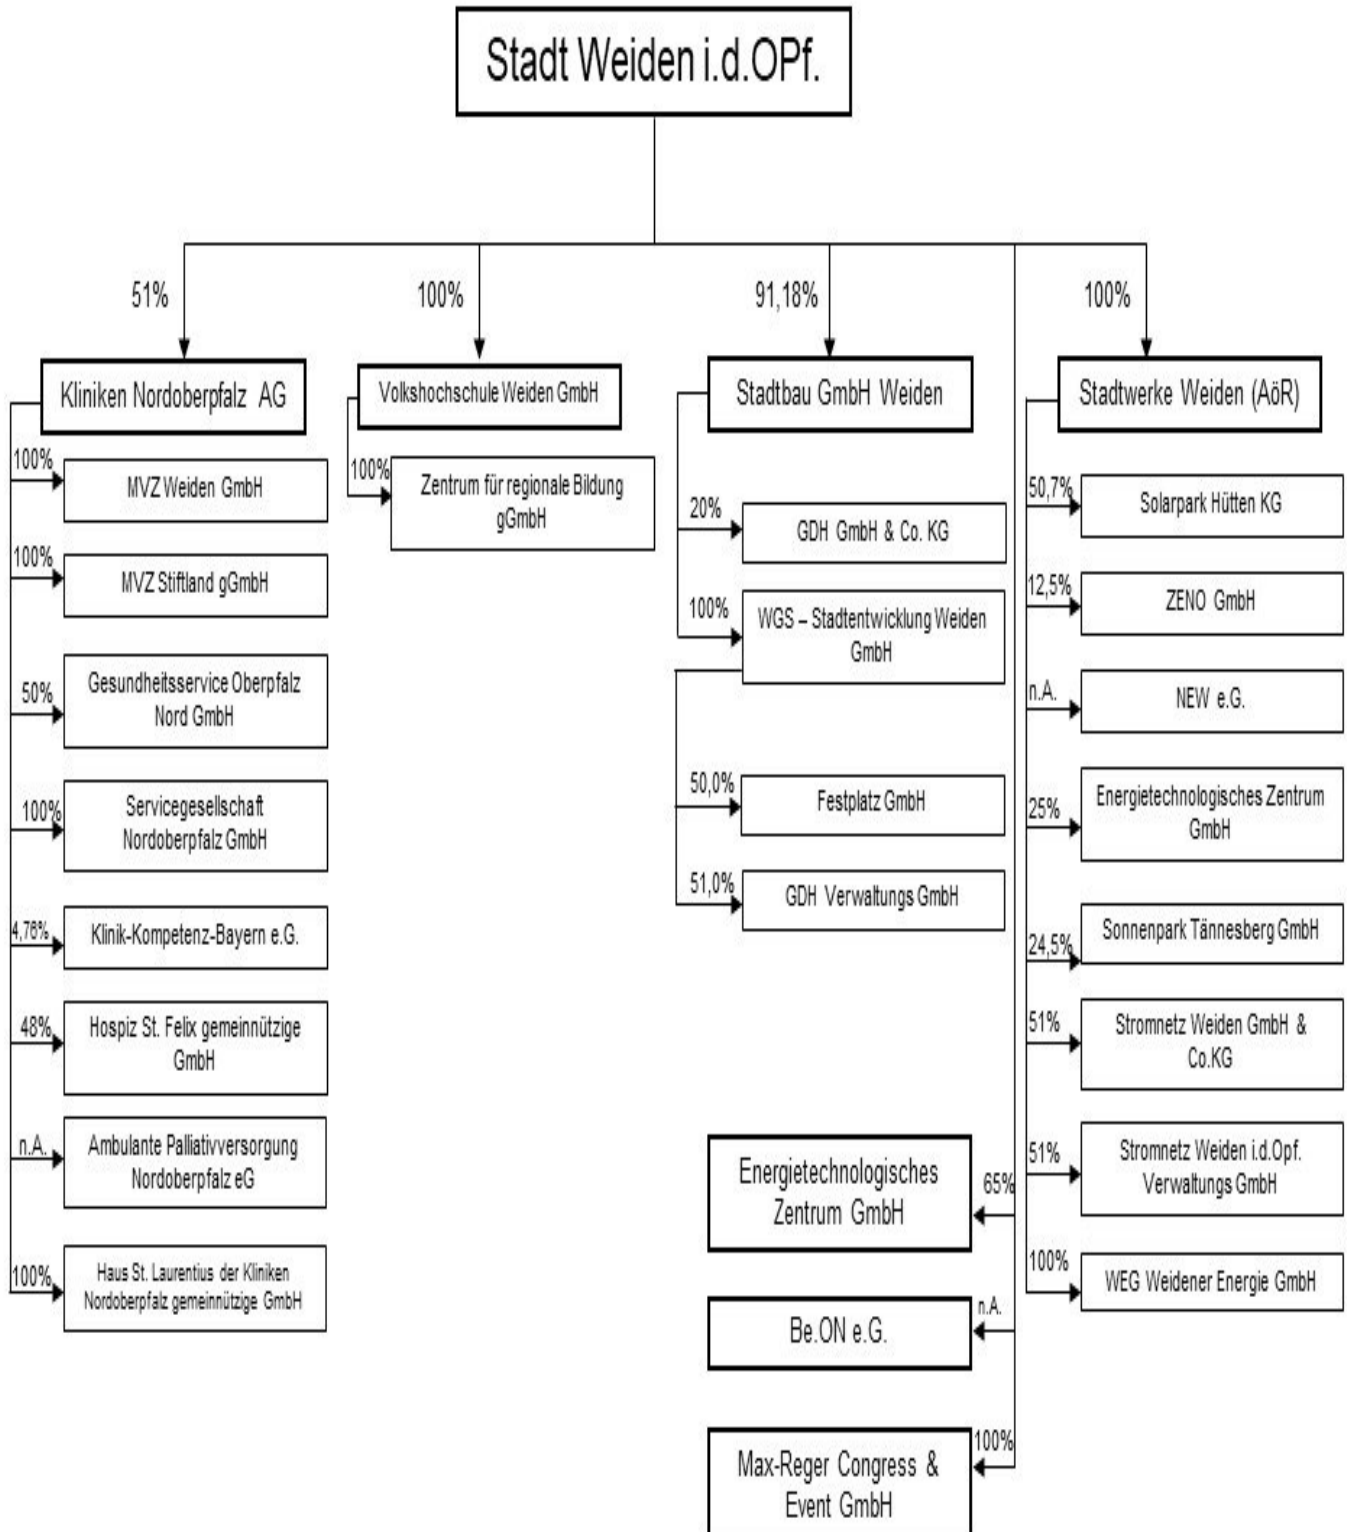 Stadt Weiden i.d.OPf.
51%
100%
91,18%
100%
Kliniken Nordoberpfalz AG
100%
MVZ Weiden GmbH
100%
MVZ Stiftland gGmbH
50%
Gesundheitsservice Oberpfalz
Nord GmbH
100%
Servicegesellschaft
Nordoberpfalz GmbH
4,76%
Klinik-Kompetenz-Bayern e.G.
48%
Hospiz St. Felix gemeinnützige
GmbH
n.A.
Ambulante Palliativversorgung
Nordoberpfalz eG
100%
Haus St. Laurentius der Kliniken
Nordoberpfalz gemeinnützige GmbH
Volkshochschule Weiden GmbH
100%
Zentrum für regionale Bildung
gGmbH
Stadtbau GmbH Weiden
20%
GDH GmbH & Co. KG
100%
WGS – Stadtentwicklung Weiden
GmbH
50,0%
Festplatz GmbH
51,0%
GDH Verwaltungs GmbH
Energietechnologisches
Zentrum GmbH
65%
Be.ON e.G.
n.A.
Max-Reger Congress &
Event GmbH
100%
Stadtwerke Weiden (AöR)
50,7%
Solarpark Hütten KG
12,5%
ZENO GmbH
n.A.
NEW e.G.
25%
Energietechnologisches Zentrum
GmbH
24,5%
Sonnenpark Tännesberg GmbH
51%
Stromnetz Weiden GmbH &
Co.KG
51%
Stromnetz Weiden i.d.Opf.
Verwaltungs GmbH
100%
WEG Weidener Energie GmbH